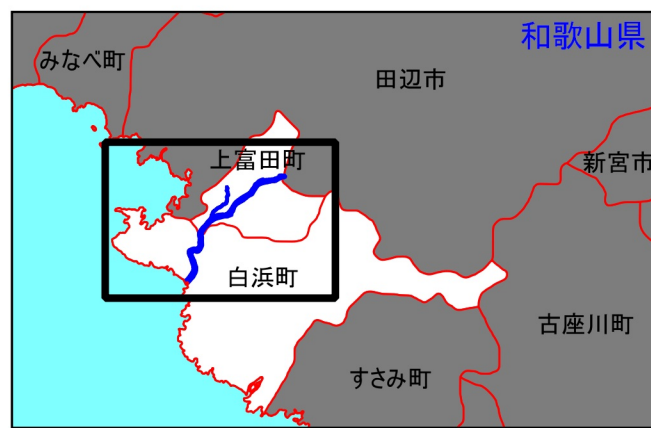 和歌山県
みなべ町
田辺市
上富田町
新宮市
白浜町
古座川町
すさみ町